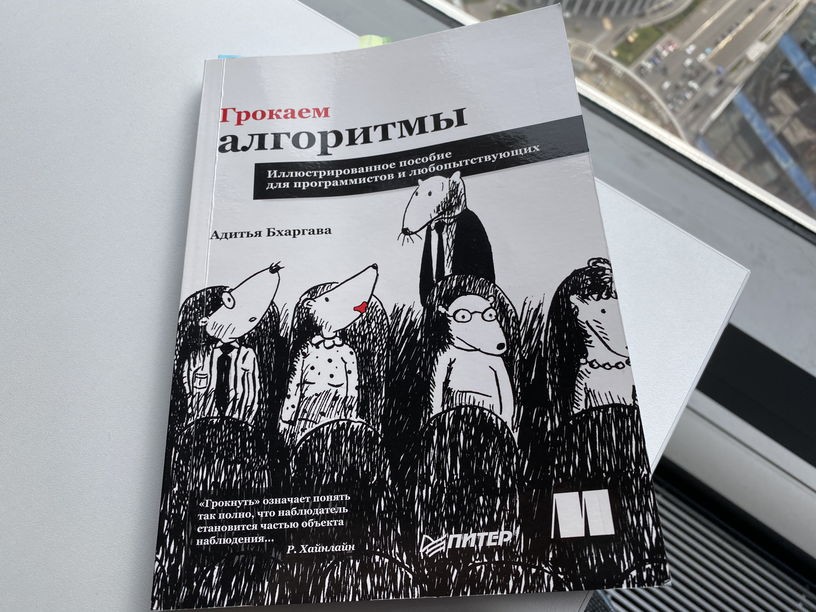 Грокаем
алгоритмы
Иллюстрированное пособие
для программистов и любопытствующих
Адитья Бхаргава
«Грокнуть» означает понять
так полно, что наблюдатель
становится частью объекта
наблюдения...
Р. Хайнлайн
ПИТЕР